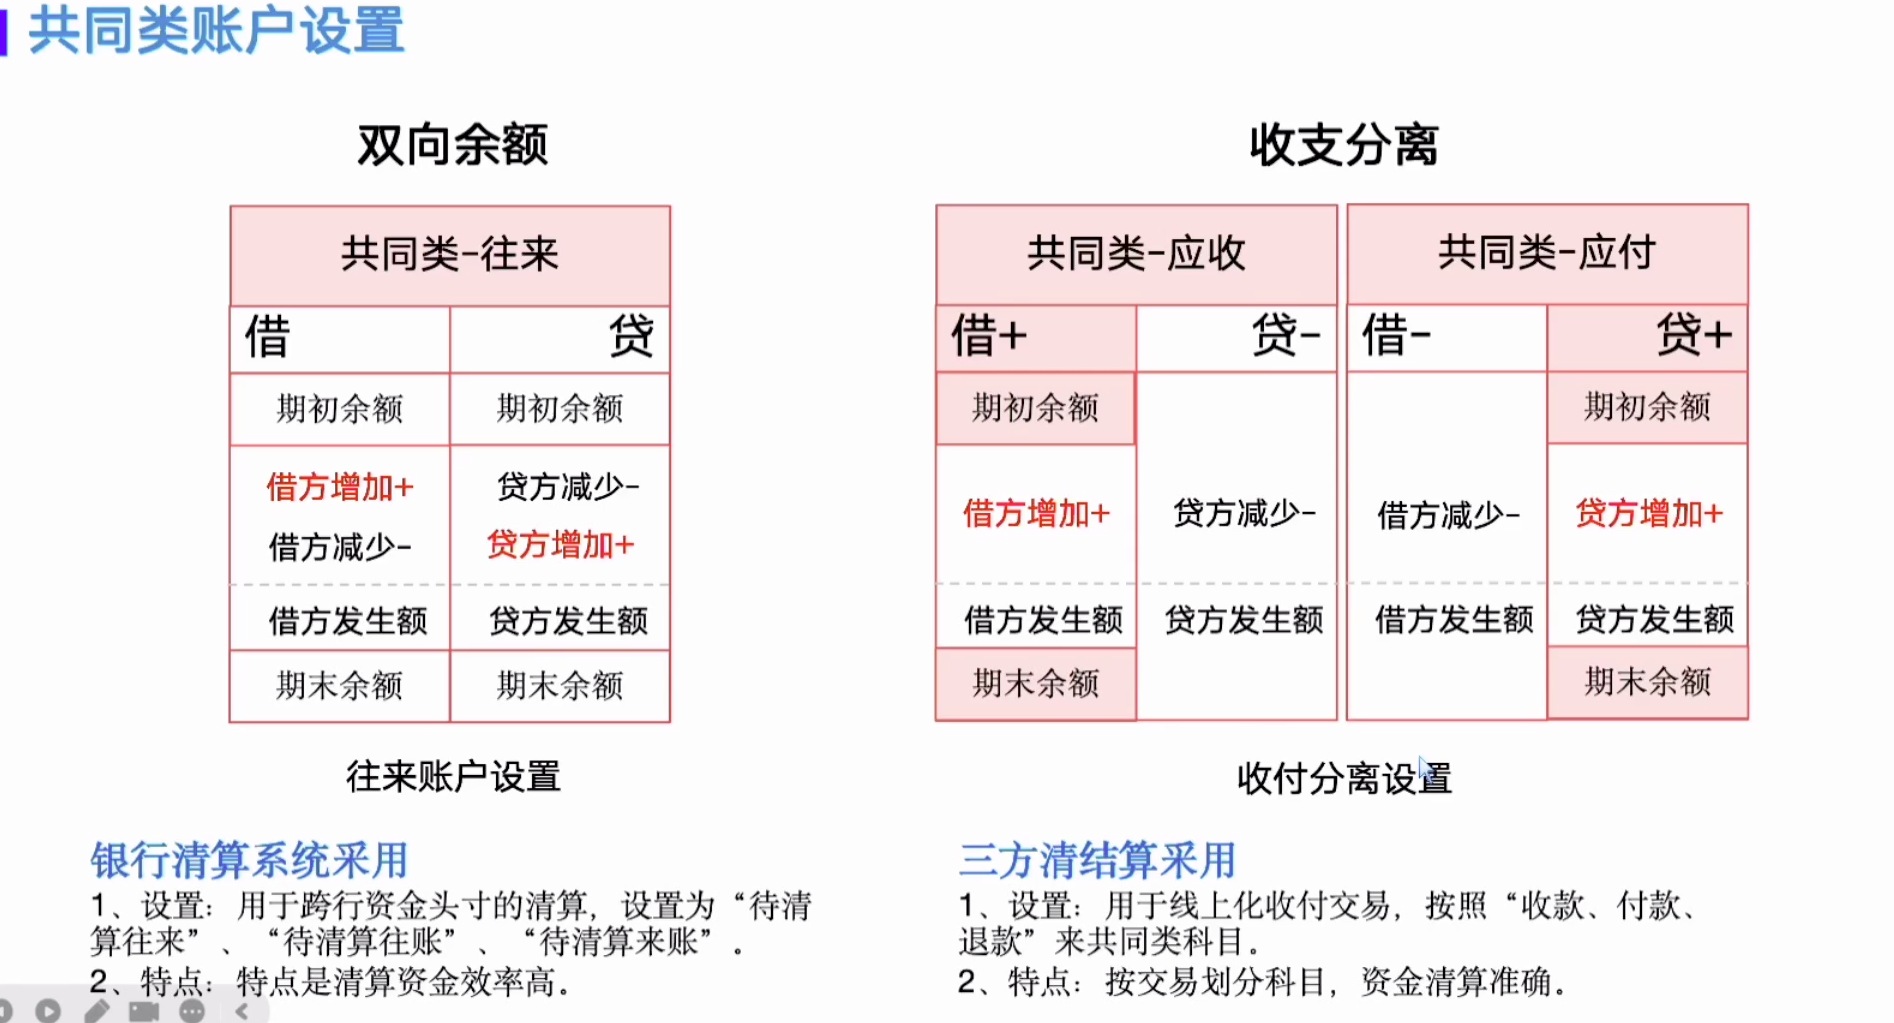 共同类账户设置
双向余额
共同类-往来
借 贷
期初余额 期初余额
借方增加+ 贷方减少-
借方减少- 贷方增加+
借方发生额 贷方发生额
期末余额 期末余额
往来账户设置
银行清算系统采用
1、设置：用于跨行资金头寸的清算，设置为“待清
算往来”、“待清算往账”、“待清算来账”。
2、特点：特点是清算资金效率高。
收支分离
共同类-应收 共同类-应付
借+ 贷- 借- 贷+
期初余额 期初余额
借方增加+ 贷方减少- 借方减少- 贷方增加+
借方发生额 贷方发生额 借方发生额 贷方发生额
期末余额 期末余额
收付分离设置
三方清结算采用
1、设置：用于线上化收付交易，按照“收款、付款、
退款”来共同类科目。
2、特点：按交易划分科目，资金清算准确。